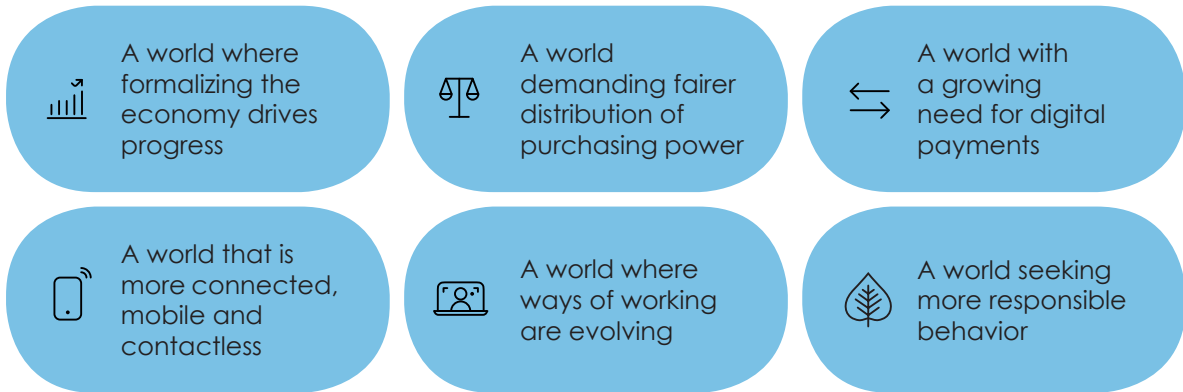 A world where
formalizing the
economy drives
progress
A world
demanding fairer
distribution of
purchasing power
A world with
a growing
need for digital
payments
A world that is
more connected,
mobile and
contactless
A world where
ways of working
are evolving
A world seeking
more responsible
behavior